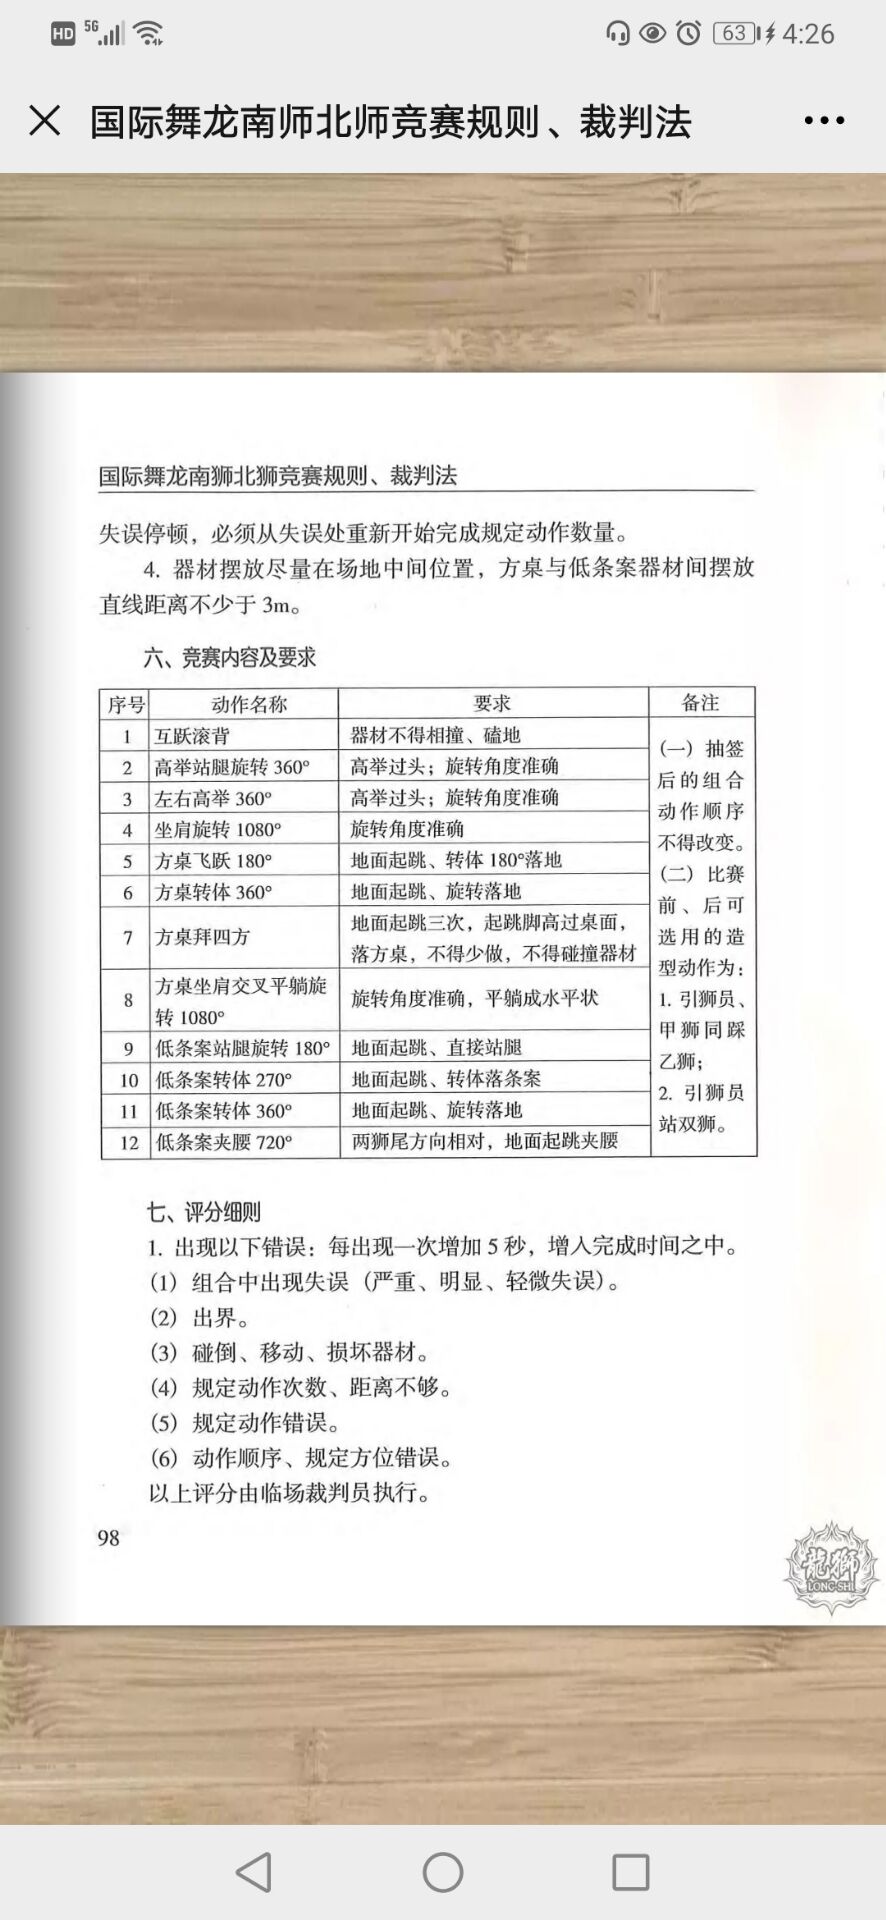 HD 5G 63 4:26
国际舞龙南师北师竞赛规则、裁判法
国际舞龙南狮北狮竞赛规则、裁判法
失误停顿，必须从失误处重新开始完成规定动作数量。
4. 器材摆放尽量在场地中间位置，方桌与低条案器材间摆放
直线距离不少于 3m。
六、竞赛内容及要求
序号 动作名称 要求 备注
1 互跃滚背 器材不得相撞、磕地
2 高举站腿旋转 360° 高举过头；旋转角度准确
3 左右高举 360° 高举过头；旋转角度准确
4 坐肩旋转 1080° 旋转角度准确
5 方桌飞跃 180° 地面起跳、转体 180°落地
6 方桌转体 360° 地面起跳、旋转落地
7 方桌拜四方 地面起跳三次，起跳脚高过桌面，
落方桌，不得少做，不得碰撞器材
8 方桌坐肩交叉平躺旋
转 1080° 旋转角度准确，平躺成水平状
9 低条案站腿旋转 180° 地面起跳、直接站腿
10 低条案转体 270° 地面起跳、转体落条案
11 低条案转体 360° 地面起跳、旋转落地
12 低条案夹腰 720° 两狮尾方向相对，地面起跳夹腰
（一）抽签
后的组合
动作顺序
不得改变。
（二）比赛
前、后可
选用的造
型动作为：
1. 引狮员、
甲狮同踩
乙狮；
2. 引狮员
站双狮。
七、评分细则
1. 出现以下错误：每出现一次增加 5 秒，增入完成时间之中。
（1）组合中出现失误（严重、明显、轻微失误）。
（2）出界。
（3）碰倒、移动、损坏器材。
（4）规定动作次数、距离不够。
（5）规定动作错误。
（6）动作顺序、规定方位错误。
以上评分由临场裁判员执行。
98
龍獅
LONG SHI